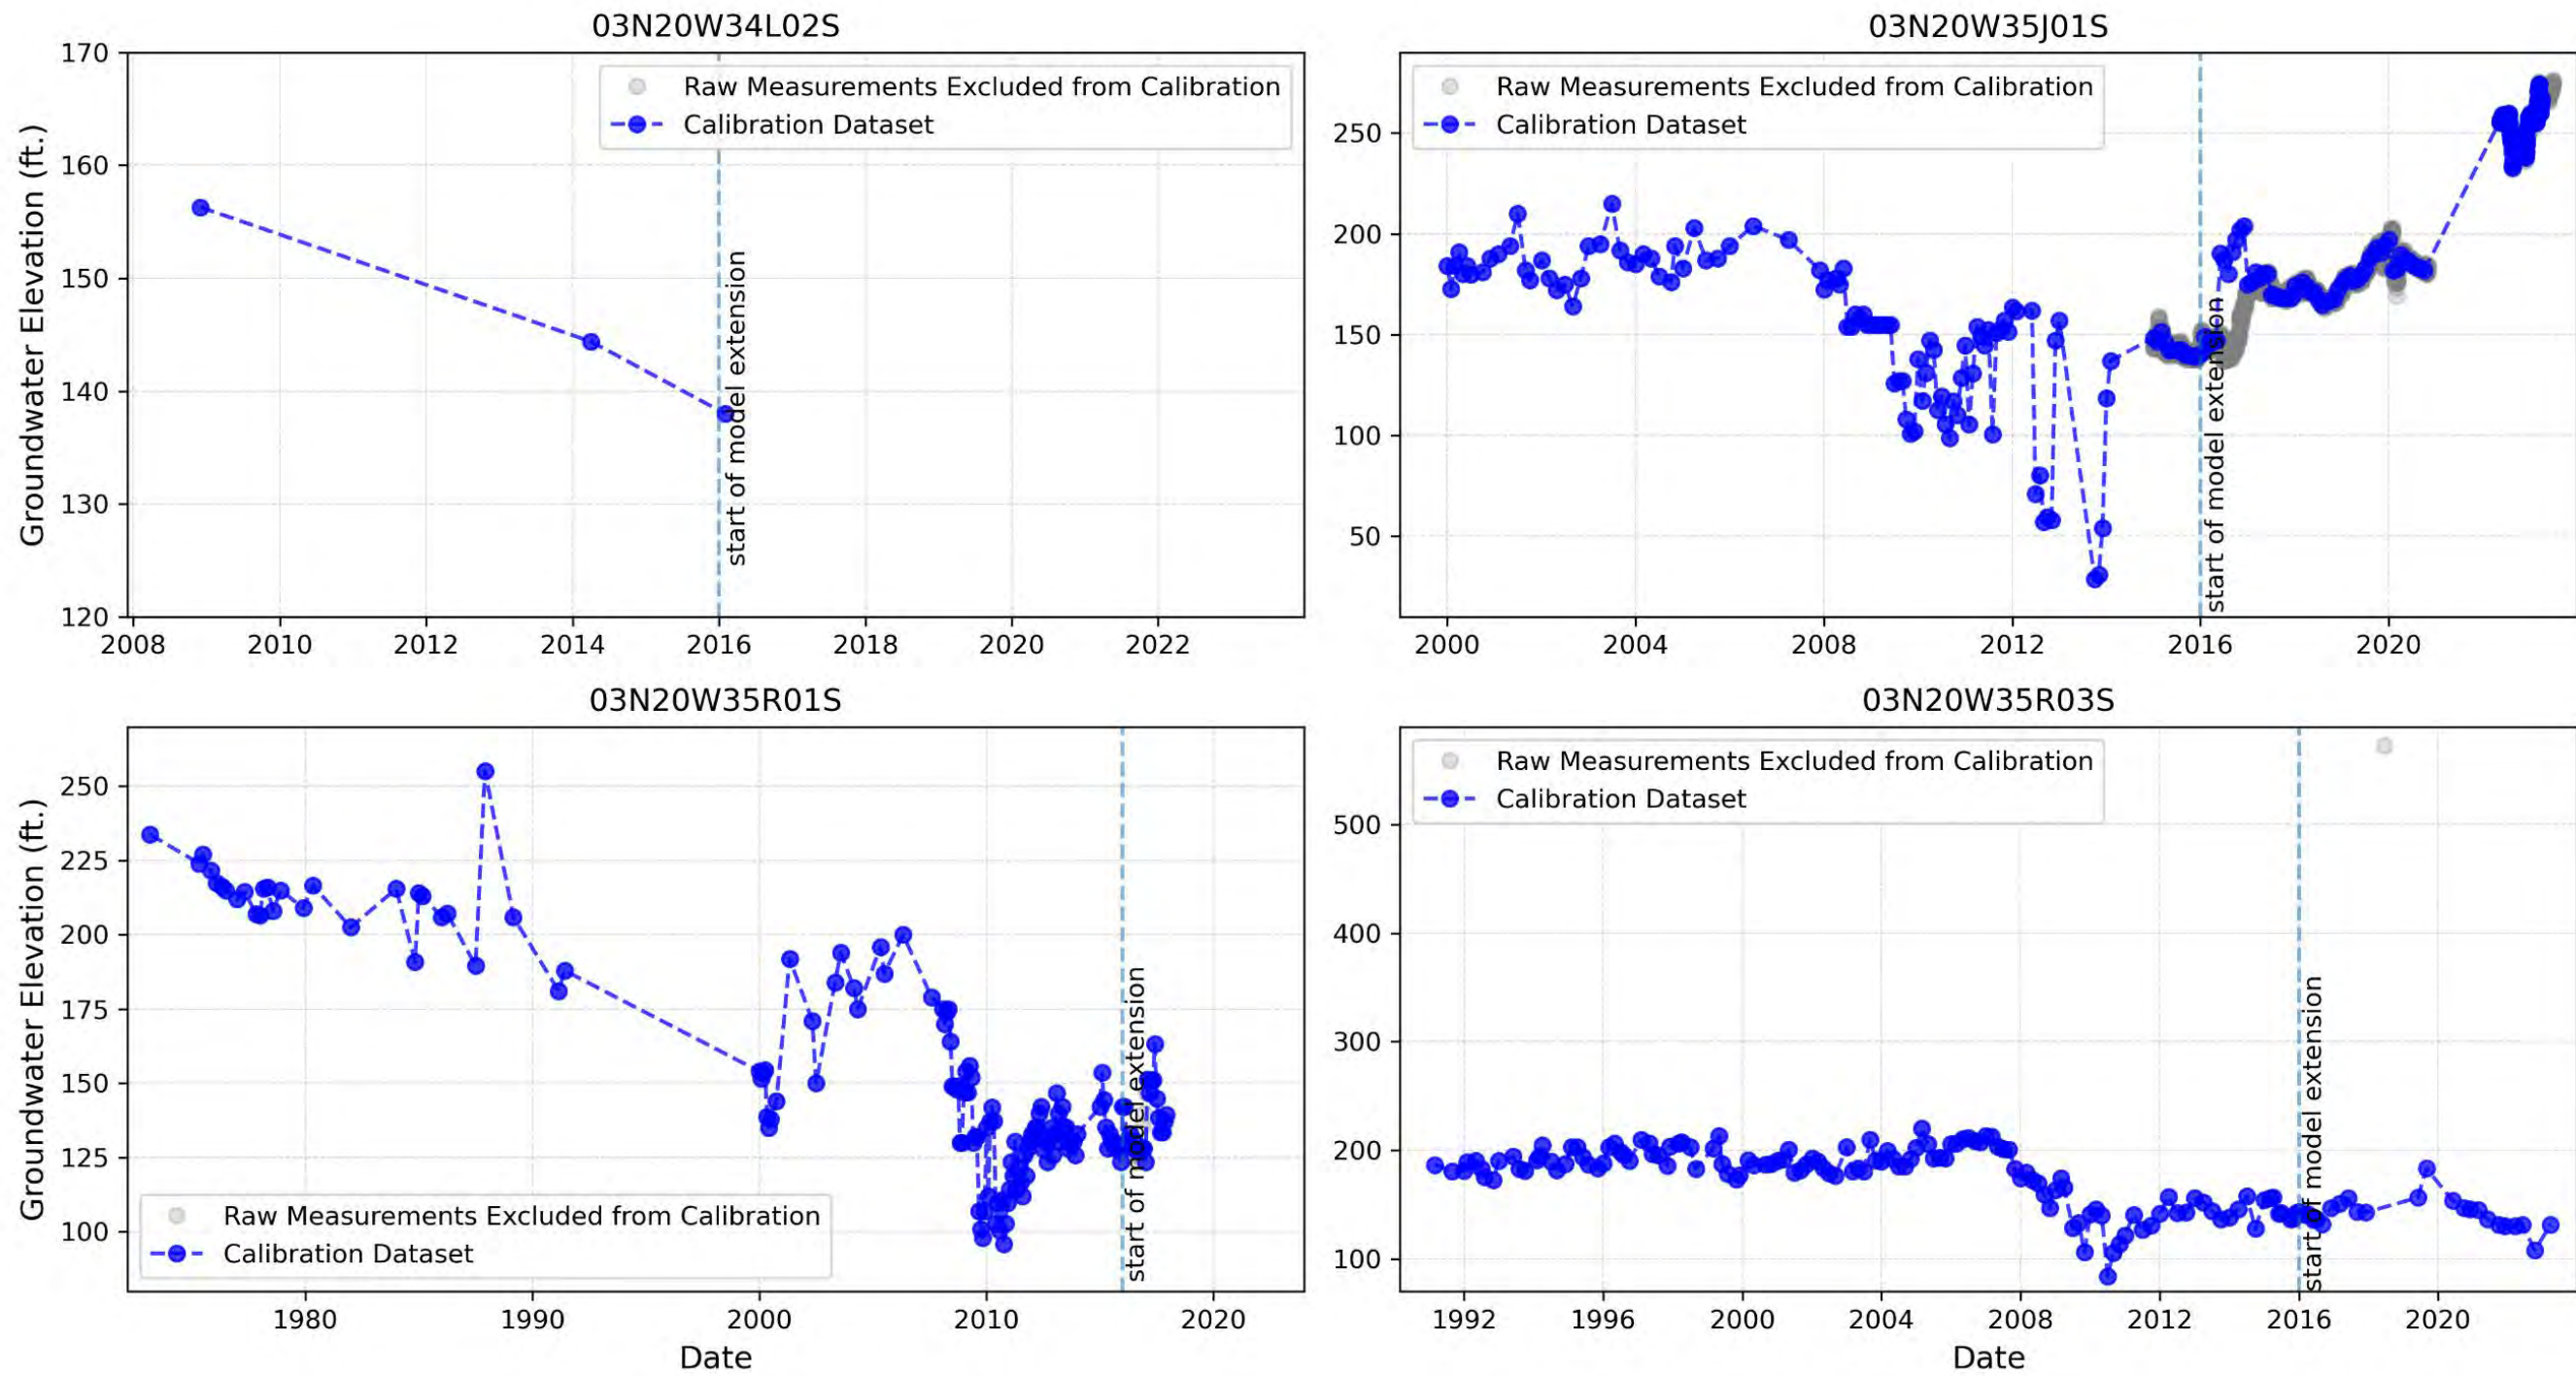 03N20W34L02S
Groundwater Elevation (ft.)
170
160
150
140
130
120
Raw Measurements Excluded from Calibration
Calibration Dataset
start of model extension
2008 2010 2012 2014 2016 2018 2020 2022
03N20W35J01S
250
200
150
100
50
Raw Measurements Excluded from Calibration
Calibration Dataset
start of model extension
2000 2004 2008 2012 2016 2020
03N20W35R01S
Groundwater Elevation (ft.)
250
225
200
175
150
125
100
Raw Measurements Excluded from Calibration
Calibration Dataset
start of model extension
1980 1990 2000 2010 2020
Date
03N20W35R03S
500
400
300
200
100
Raw Measurements Excluded from Calibration
Calibration Dataset
start of model extension
1992 1996 2000 2004 2008 2012 2016 2020
Date